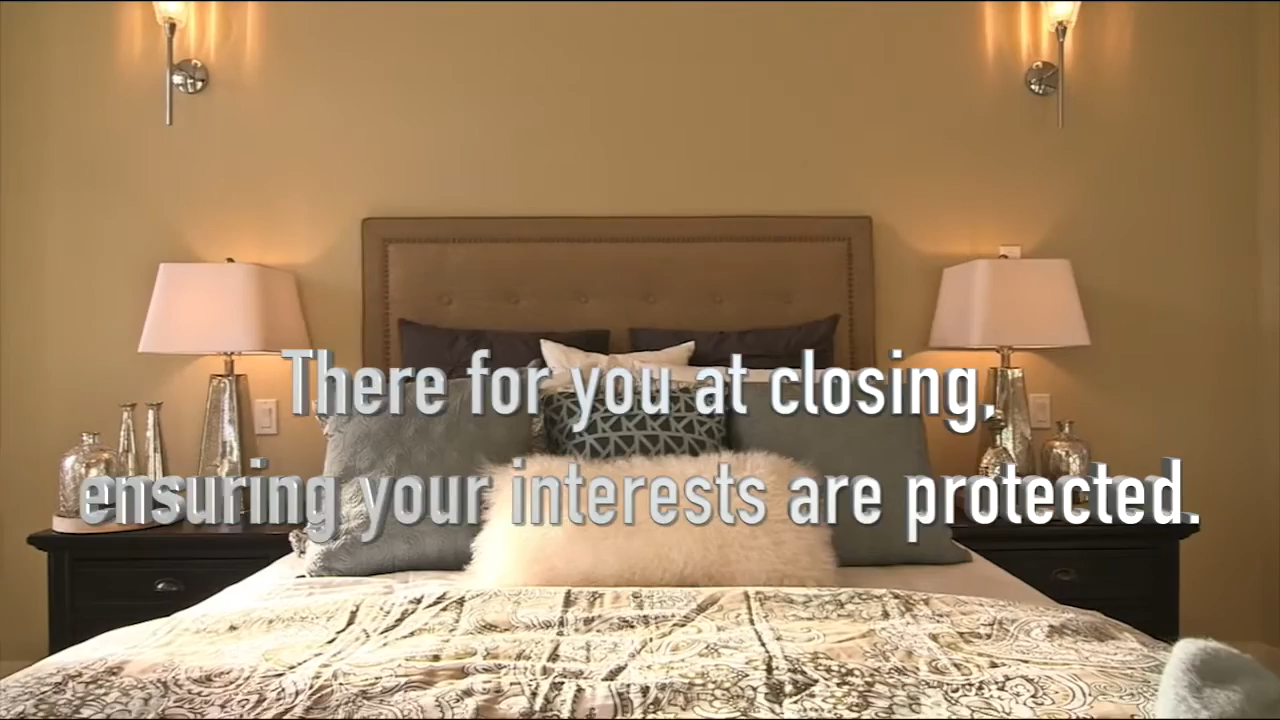 There for you at closing,
ensuring your interests are protected.